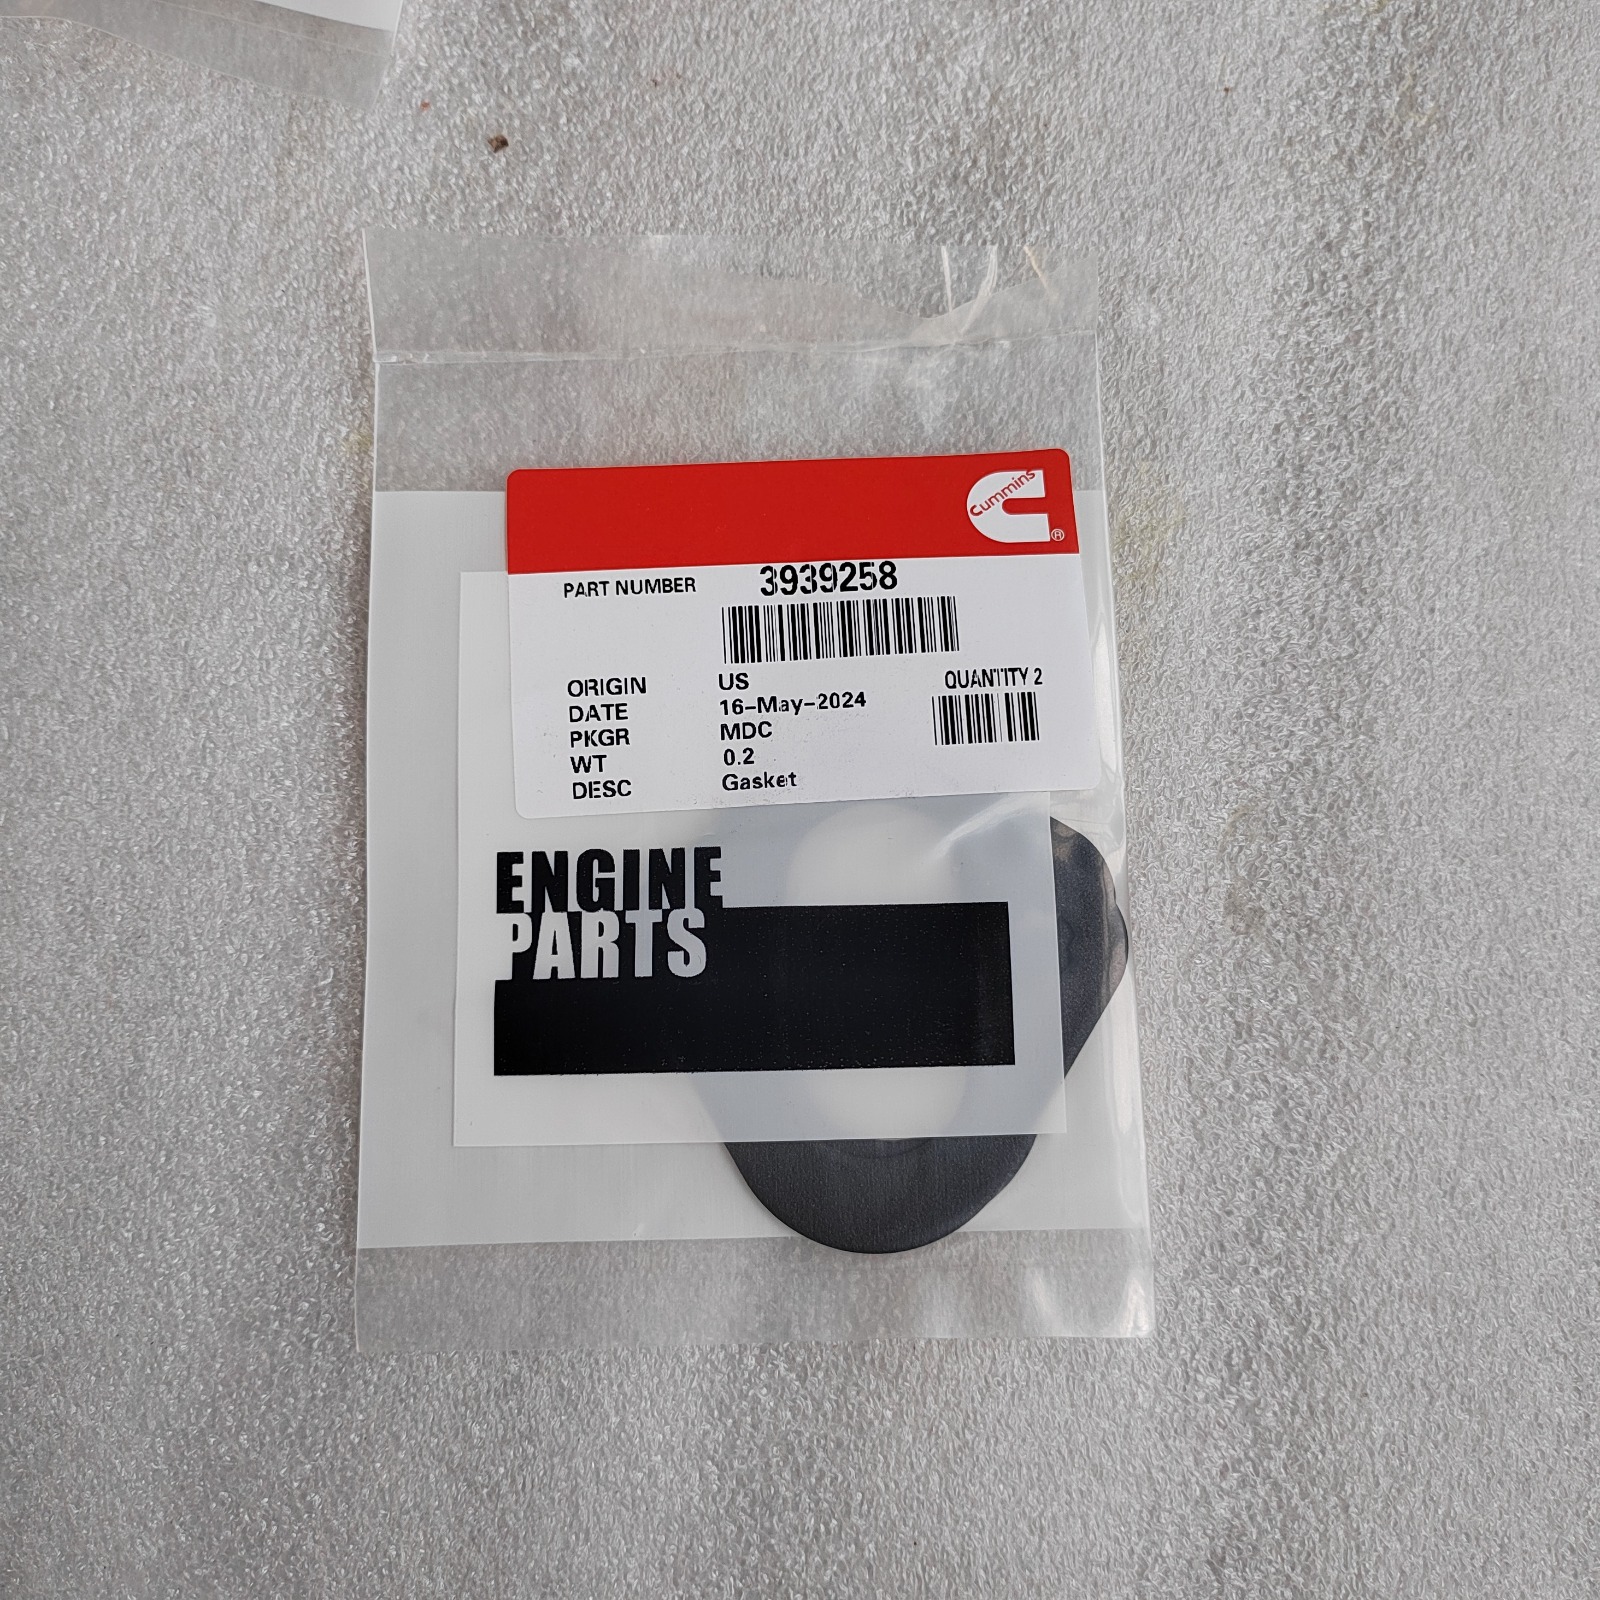 Cummins
®
PART NUMBER 3939258
ORIGIN US QUANTITY 2
DATE 16-May-2024
PKGR MDC
WT 0.2
DESC Gasket
ENGINE
PARTS